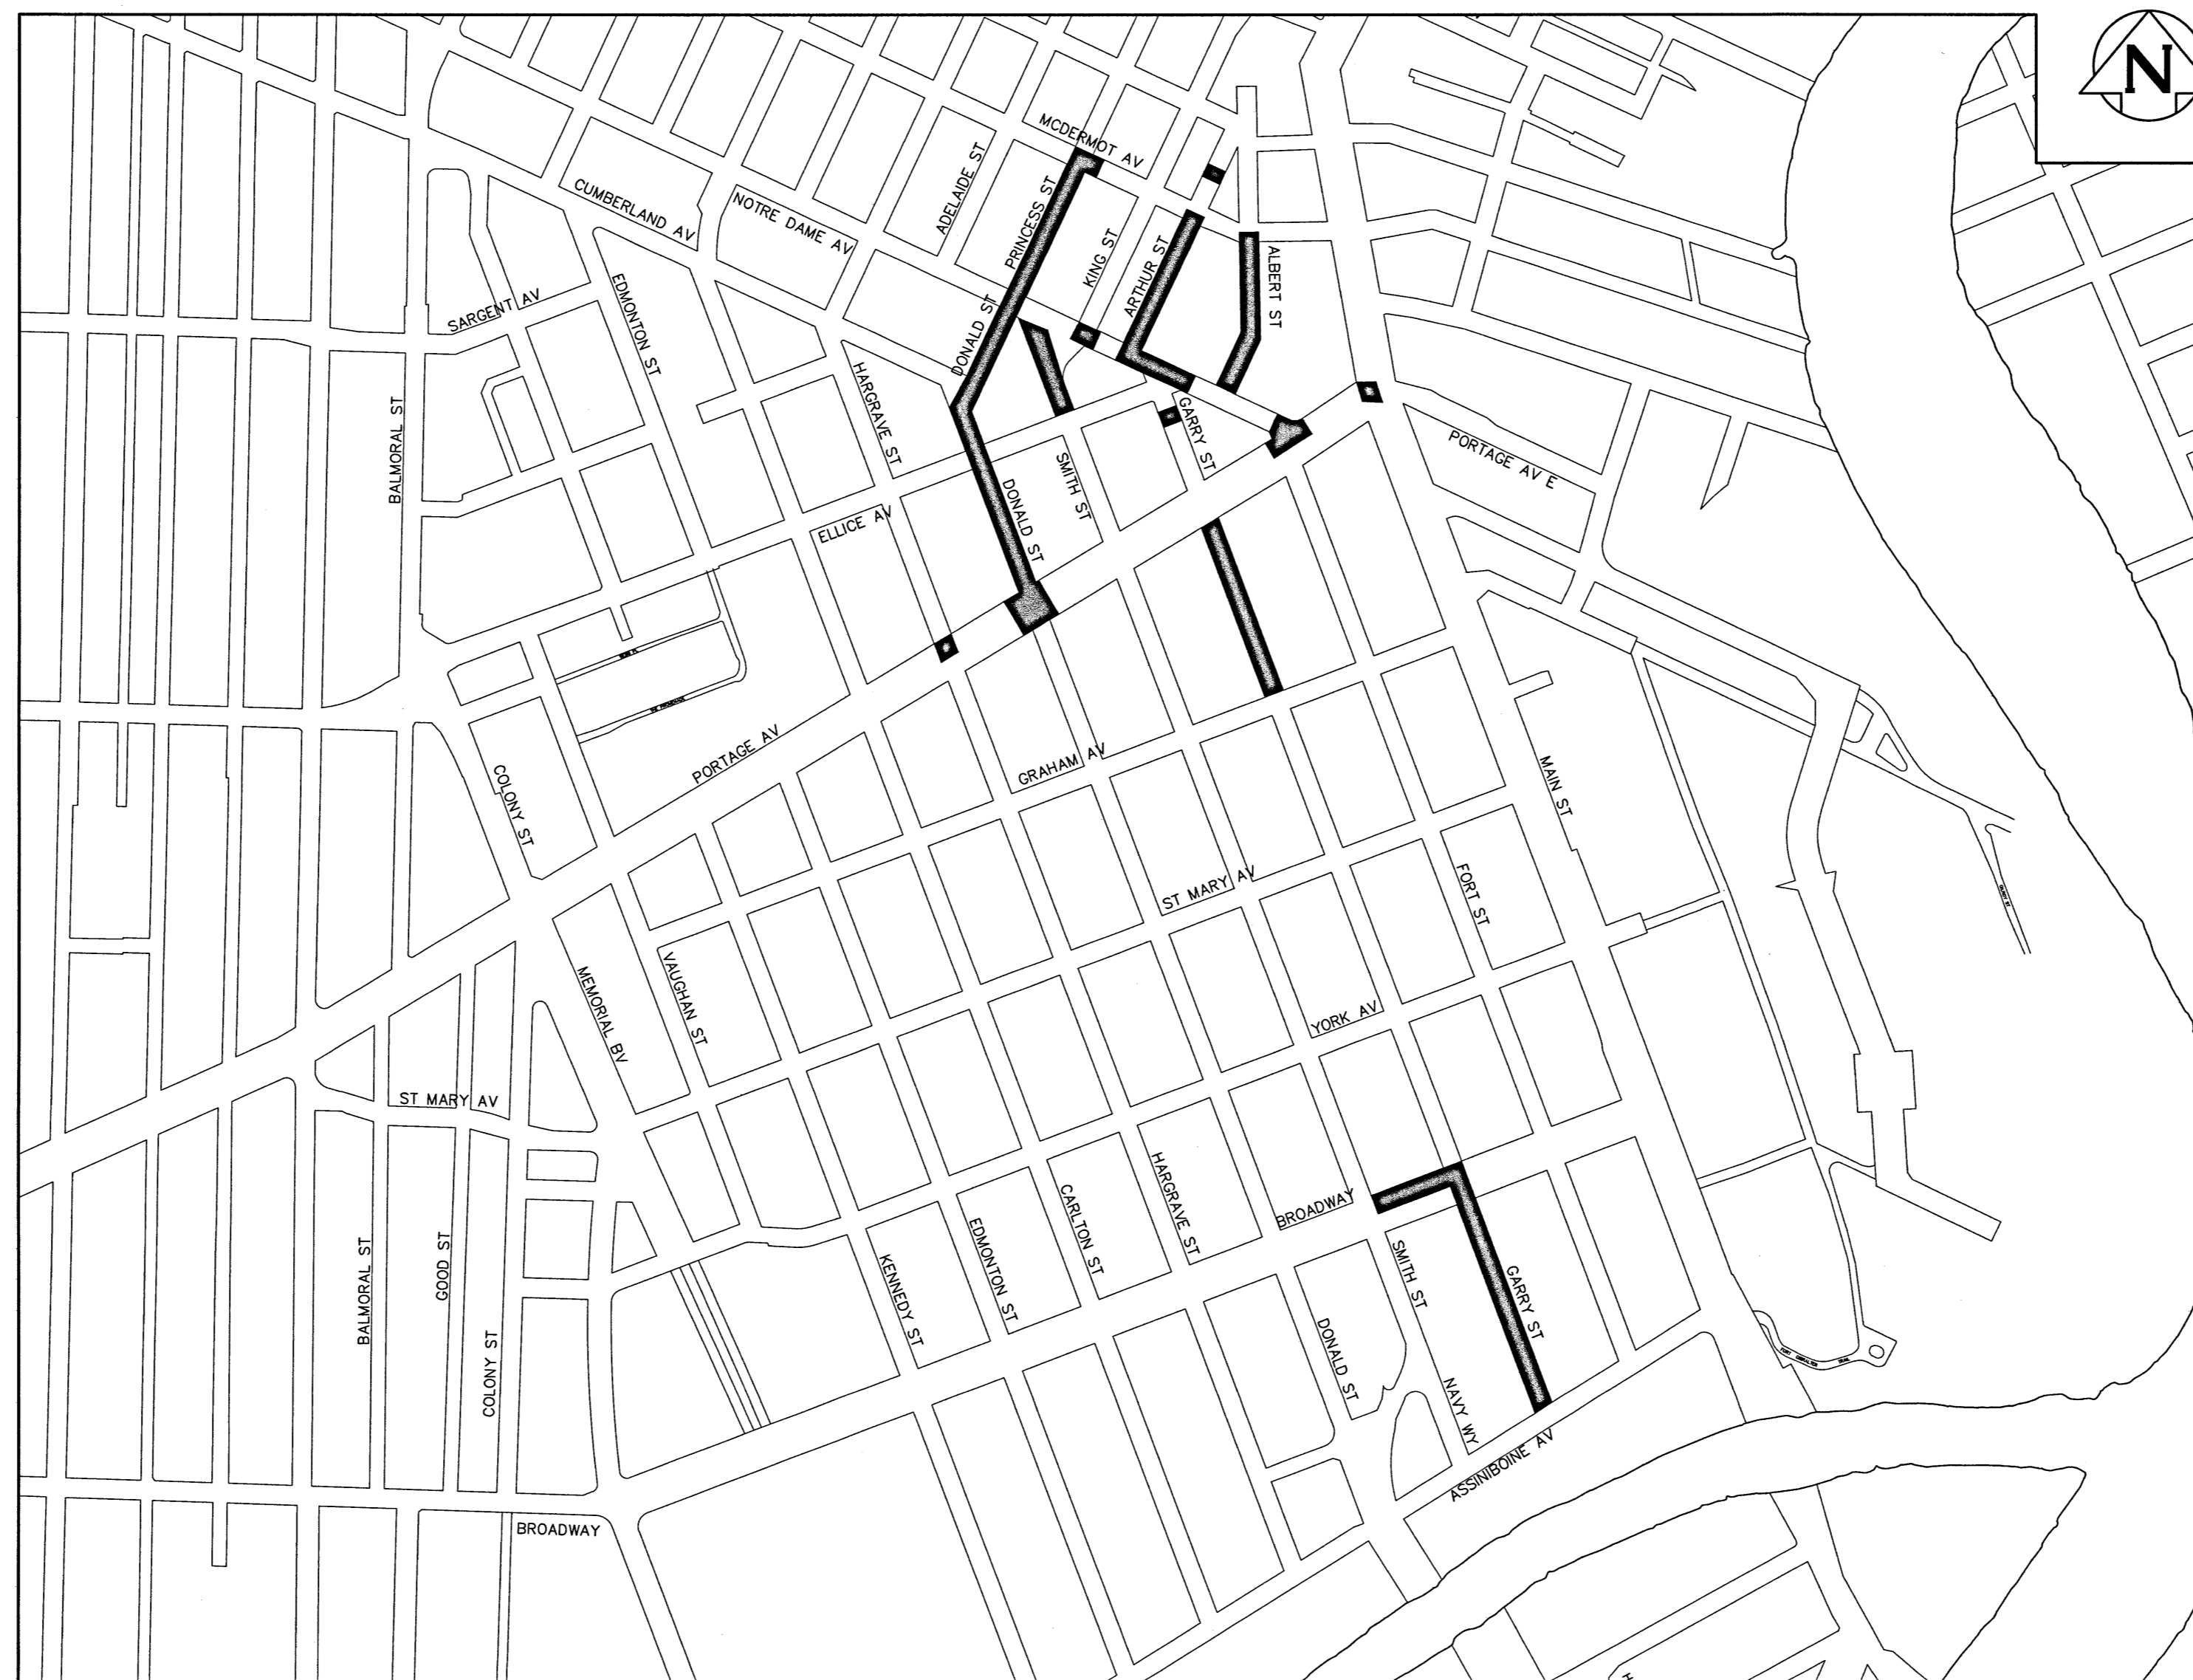 N
MCDERMOT AV
ADELAIDE ST
CUMBERLAND AV
NOTRE DAME AV
PRINCESS ST
KING ST
ARTHUR ST
ALBERT ST
SARGENT AV
EDMONTON ST
DONALD ST
HARGRAVE ST
BALMORAL ST
GARRY ST
SMITH ST
PORTAGE AV E
DONALD ST
ELLICE AV
PORTAGE AV
GRAHAM AV
COLONY ST
MAIN ST
ST MARY AV
FORT ST
MEMORIAL BV
VAUGHAN ST
YORK AV
ST MARY AV
HARGRAVE ST
CARLTON ST
BROADWAY
EDMONTON ST
KENNEDY ST
SMITH ST
GARRY ST
BALMORAL ST
GOOD ST
COLONY ST
DONALD ST
NAVY WY
ASSINIBOINE AV
BROADWAY